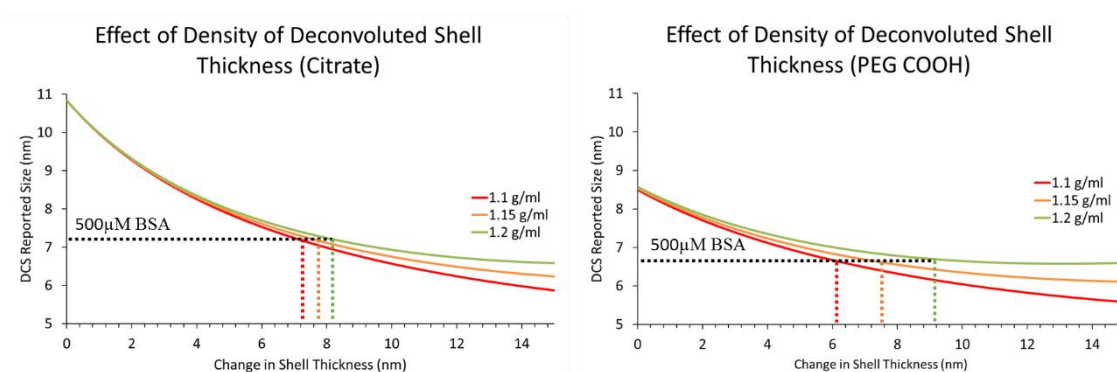 Effect of Density of Deconvoluted Shell
Thickness (Citrate)
11
10
9
8
7
6
5
DCS Reported Size (nm)
500µM BSA
1.1 g/ml
1.15 g/ml
1.2 g/ml
0
2
4
6
8
10
12
14
Change in Shell Thickness (nm)
Effect of Density of Deconvoluted Shell
Thickness (PEG COOH)
11
10
9
8
7
6
5
DCS Reported Size (nm)
500µM BSA
1.1 g/ml
1.15 g/ml
1.2 g/ml
0
2
4
6
8
10
12
14
Change in Shell Thickness (nm)